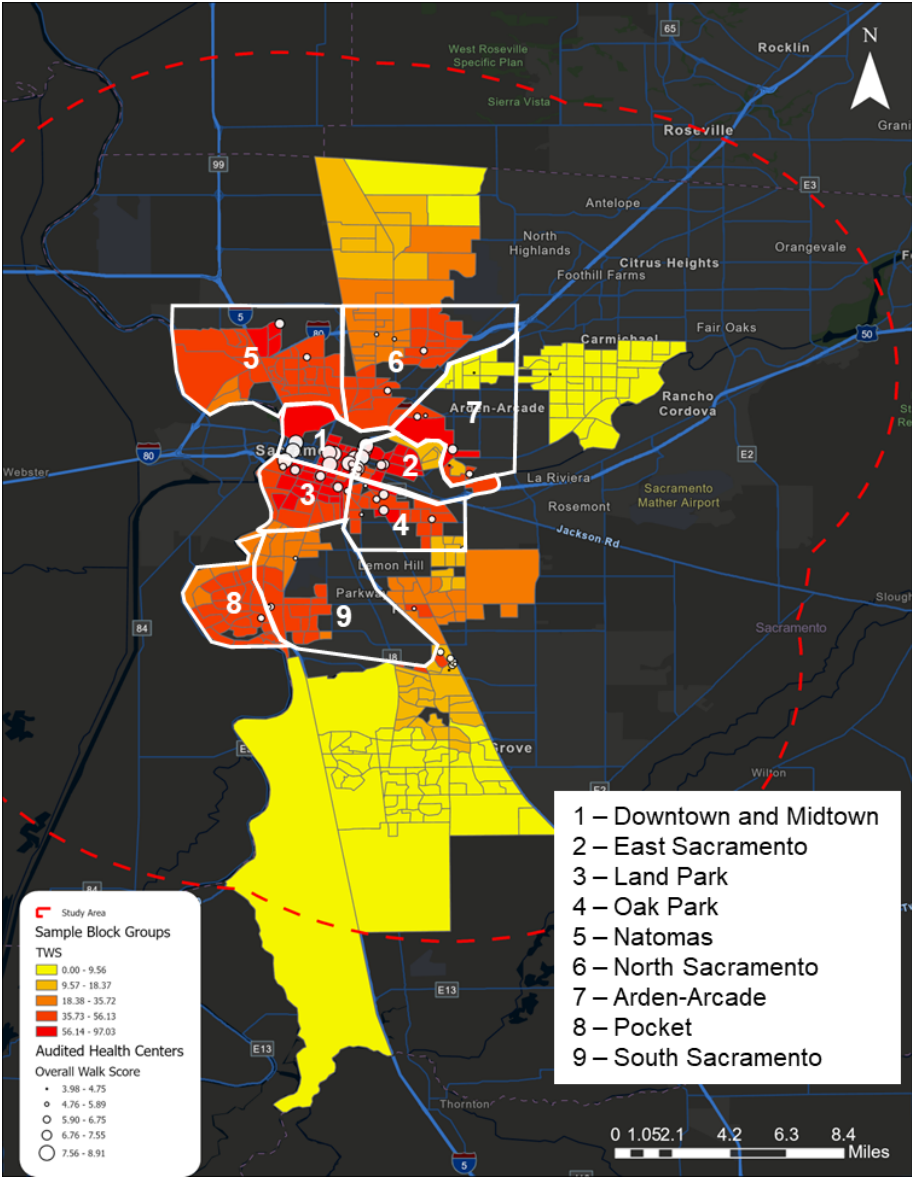 65
Rocklin
N
West Roseville
Specific Plan
Sierra Vista
Roseville
Grani
99
E3
Antelope
North
Highlands
Citrus Heights
Orangevale
Foothill Farms
5
80
Fair Oaks
50
Carmichael
5
6
7
Arden-Arcade
Rancho
Cordova
1
2
Webster
80
E2
La Riviera
Sacramento
Mather Airport
3
Rosemont
4
Jackson Rd
Lemon Hill
8
9
Parkway
Slough
84
Sacramento
J8
Grove
Wilton
E2
1 – Downtown and Midtown
2 – East Sacramento
3 – Land Park
4 – Oak Park
5 – Natomas
6 – North Sacramento
7 – Arden-Arcade
8 – Pocket
9 – South Sacramento
84
Study Area
Sample Block Groups
TWS
0.00 - 9.56
9.57 - 18.37
18.38 - 35.72
35.73 - 56.13
56.14 - 97.03
Audited Health Centers
Overall Walk Score
3.98 - 4.75
4.76 - 5.89
5.90 - 6.75
6.76 - 7.55
7.56 - 8.91
E13
E13
Thornton
5
0 1.05 2.1 4.2 6.3 8.4
Miles